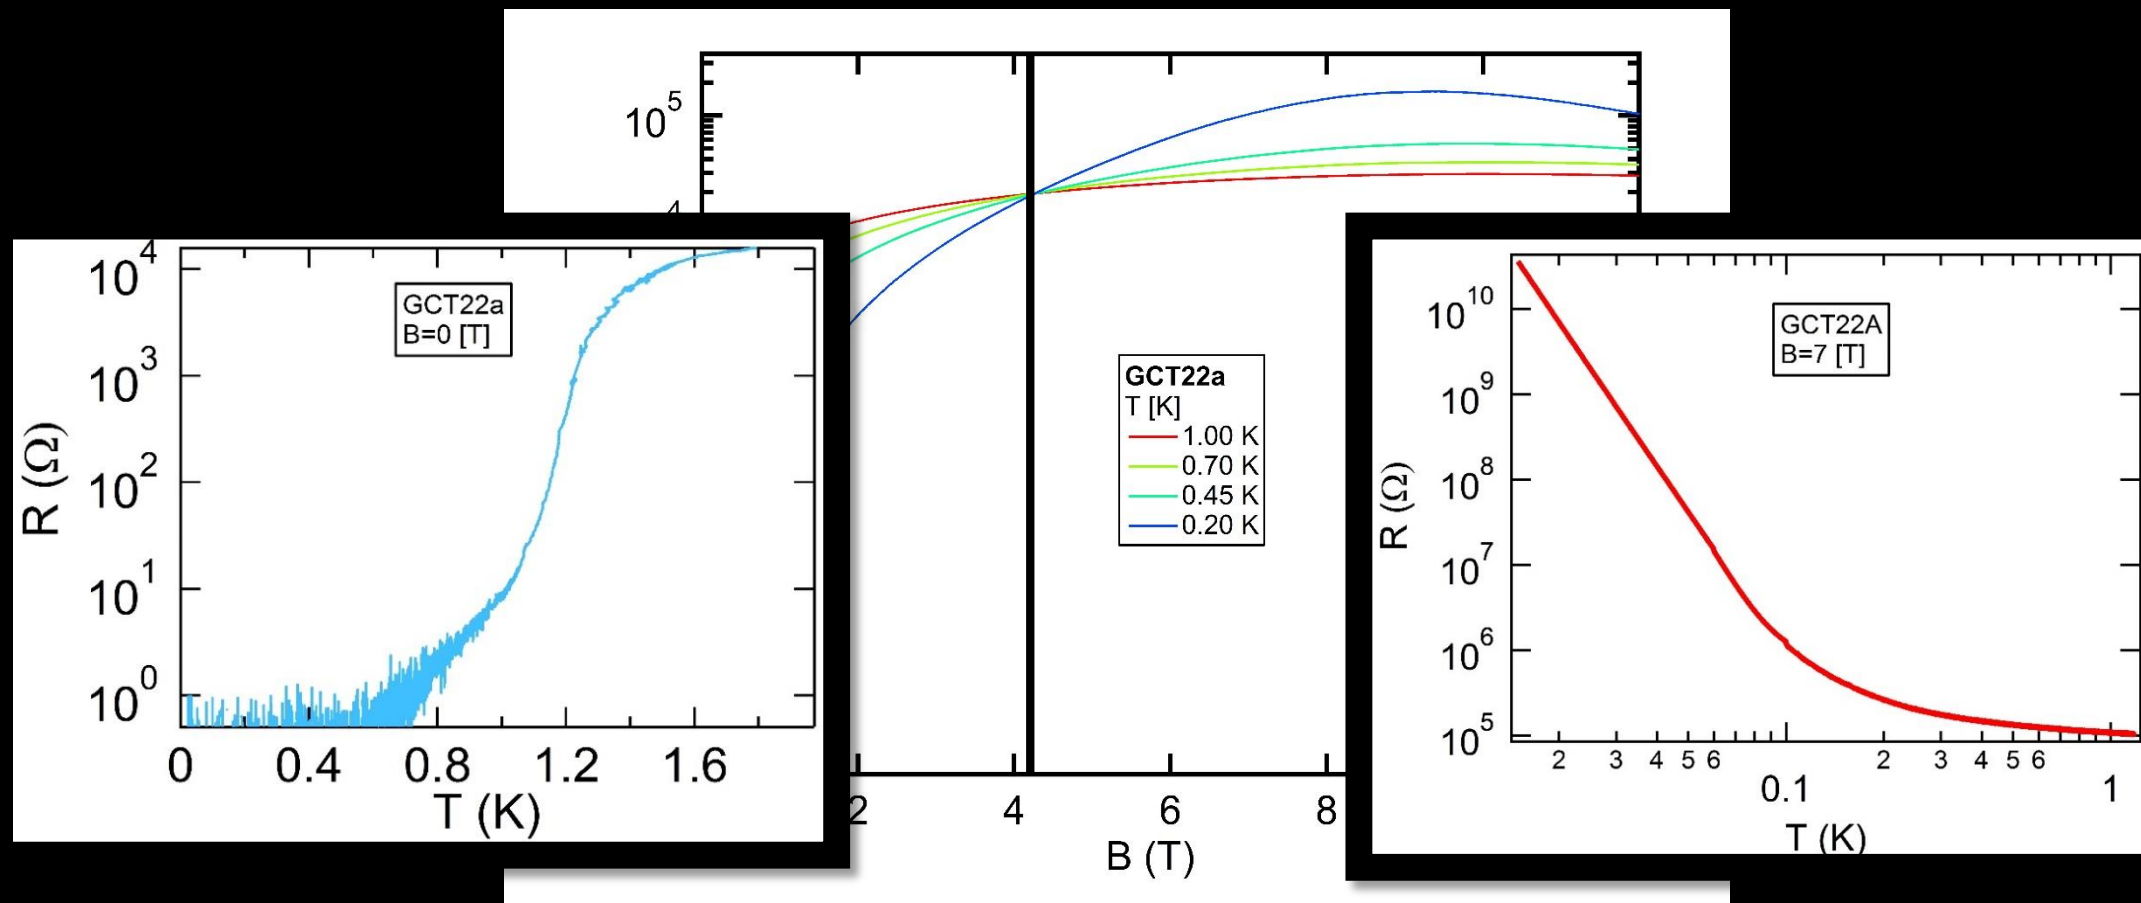 10^5
4
GCT22a
T [K]
1.00 K
0.70 K
0.45 K
0.20 K
2
4
6
8
B (T)
10^4
10^3
10^2
10^1
10^0
R (Ω)
GCT22a
B=0 [T]
0
0.4
0.8
1.2
1.6
T (K)
10^10
10^9
10^8
10^7
10^6
10^5
R (Ω)
GCT22A
B=7 [T]
2 3 4 5 6 2 3 4 5 6
0.1 1
T (K)